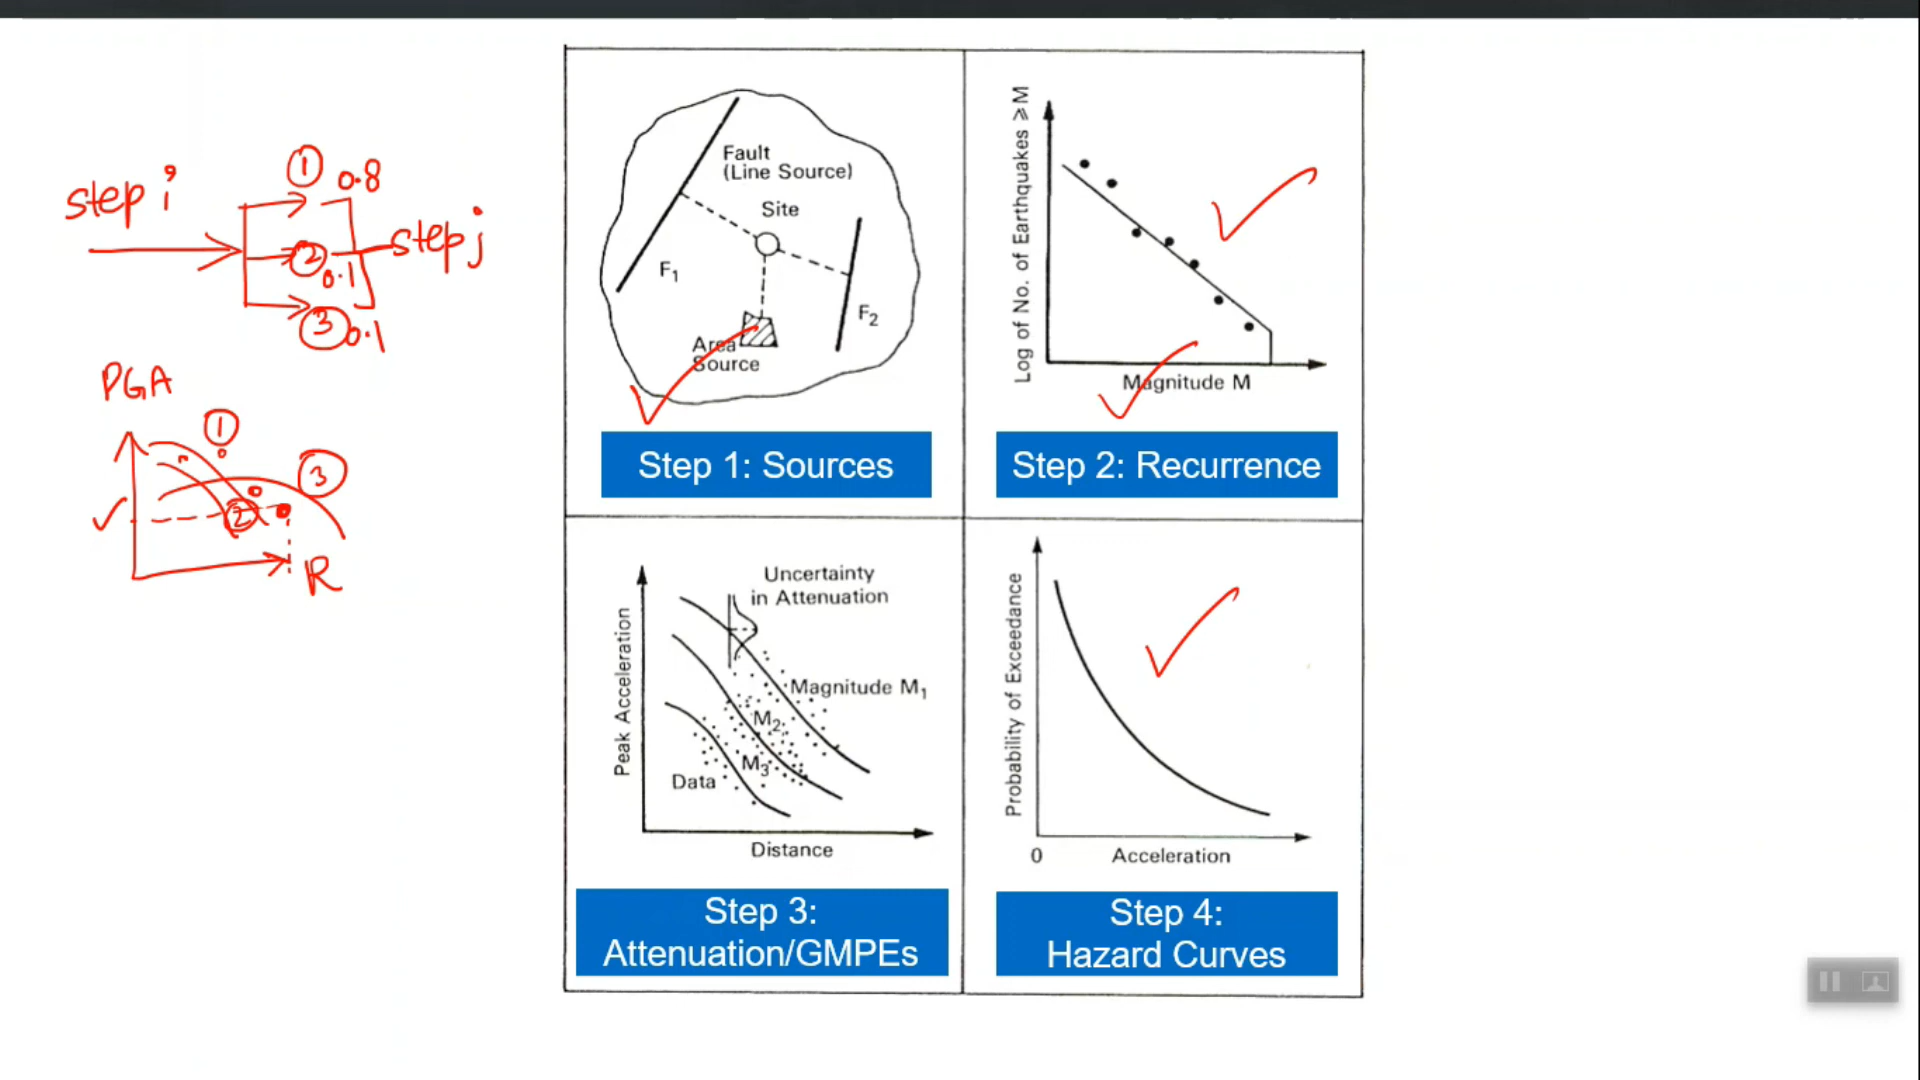 step i
① 0.8
② 0.1
③ 0.1
step j
PGA
①
②
③
R
Fault
(Line Source)
Site
F1
F2
Area
Source
Step 1: Sources
Log of No. of Earthquakes ⩾M
Magnitude M
Step 2: Recurrence
Uncertainty
in Attenuation
Peak Acceleration
Magnitude M1
M2
M3
Data
Distance
Step 3:
Attenuation/GMPEs
Probability of Exceedance
0
Acceleration
Step 4:
Hazard Curves